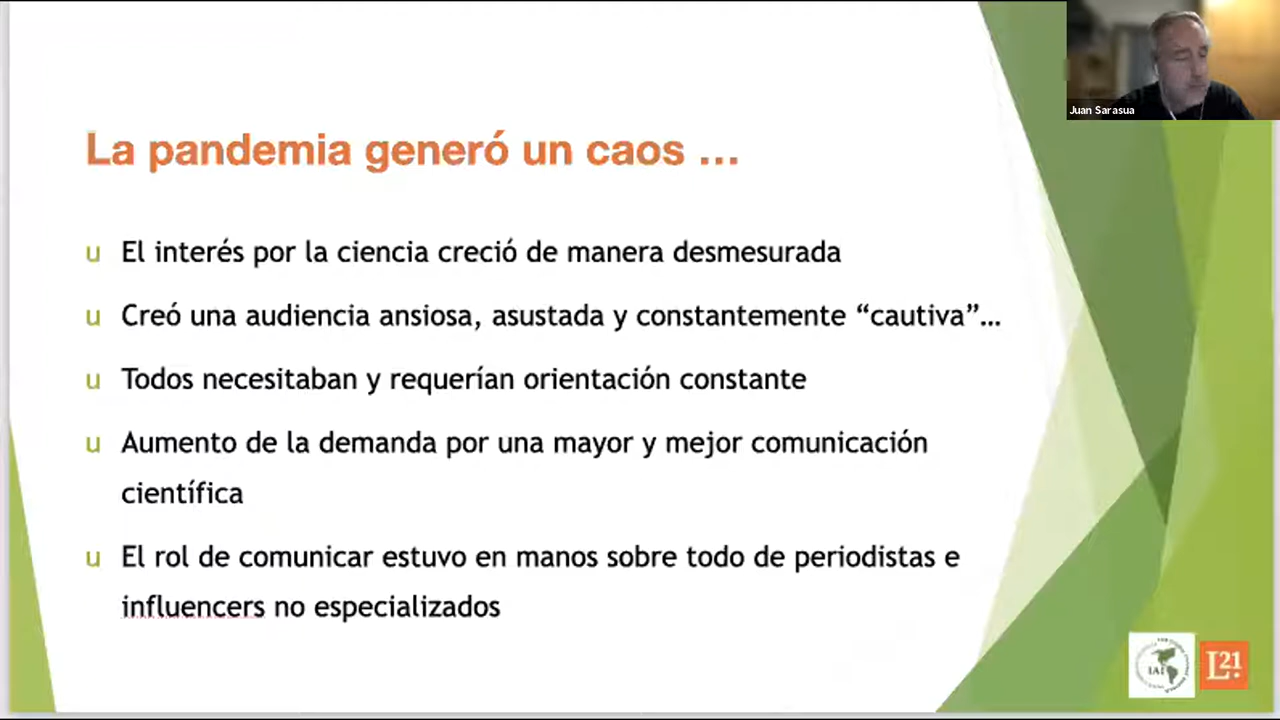 Juan Sarasua
La pandemia generó un caos ...
u El interés por la ciencia creció de manera desmesurada
u Creó una audiencia ansiosa, asustada y constantemente “cautiva”...
u Todos necesitaban y requerían orientación constante
u Aumento de la demanda por una mayor y mejor comunicación
científica
u El rol de comunicar estuvo en manos sobre todo de periodistas e
influencers no especializados
IAI
L21